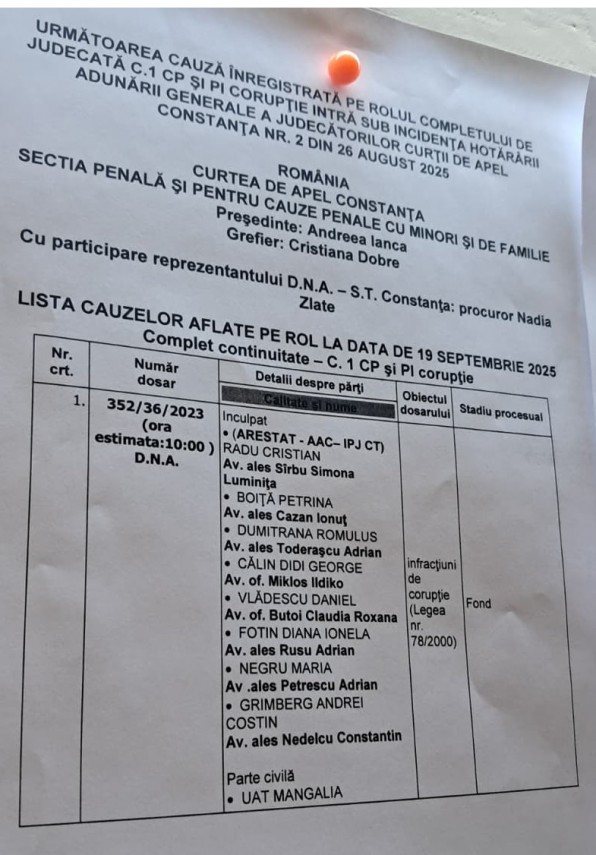 URMĂTOAREA CAUZĂ ÎNREGISTRATĂ PE ROLUL COMPLETULUI DE
JUDECATĂ C.1 CP ȘI PI CORUPȚIE INTRĂ SUB INCIDENȚA HOTĂRÂRII
ADUNĂRII GENERALE A JUDECĂTORILOR CURȚII DE APEL
CONSTANȚA NR. 2 DIN 26 AUGUST 2025
ROMÂNIA
CURTEA DE APEL CONSTANȚA
SECTIA PENALĂ ȘI PENTRU CAUZE PENALE CU MINORI ȘI DE FAMILIE
Președinte: Andreea Ianca
Grefier: Cristiana Dobre
Cu participare reprezentantului D.N.A. – S.T. Constanța: procuror Nadia
Zlate
LISTA CAUZELOR AFLATE PE ROL LA DATA DE 19 SEPTEMBRIE 2025
Complet continuitate – C. 1 CP și PI corupție
Nr.
crt.
Număr
dosar
Detalii despre părți
Calitate și nume
Obiectul
dosarului
Stadiu procesual
1.
352/36/2023
(ora
estimata:10:00 )
D.N.A.
Inculpat
• (ARESTAT - AAC– IPJ CT)
RADU CRISTIAN
Av. ales Sîrbu Simona
Luminița
• BOIȚĂ PETRINA
Av. ales Cazan Ionuț
• DUMITRANA ROMULUS
Av. ales Toderașcu Adrian
• CĂLIN DIDI GEORGE
Av. of. Miklos Ildiko
• VLĂDESCU DANIEL
Av. of. Butoi Claudia Roxana
• FOTIN DIANA IONELA
Av. ales Rusu Adrian
• NEGRU MARIA
Av .ales Petrescu Adrian
• GRIMBERG ANDREI
COSTIN
Av. ales Nedelcu Constantin
Parte civilă
• UAT MANGALIA
infracțiuni
de
corupție
(Legea
nr.
78/2000)
Fond